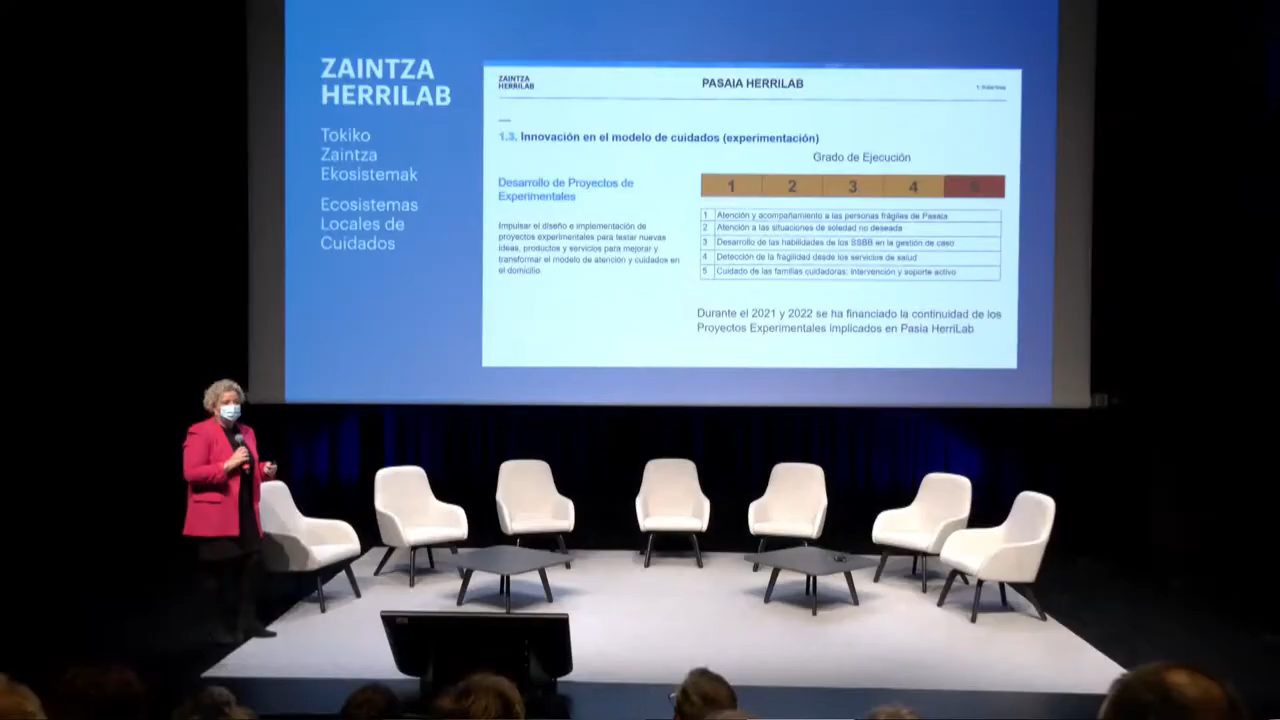 ZAINTZA
HERRILAB
Tokiko
Zaintza
Ekosistemak
Ecosistemas
Locales de
Cuidados
ZAINTZA
HERRILAB
PASAIA HERRILAB
1.3. Innovación en el modelo de cuidados (experimentación)
Grado de Ejecución
Desarrollo de Proyectos de
Experimentales
1 2 3 4 5
Impulsar el diseño e implementación de
proyectos experimentales para testar nuevas
ideas, productos y servicios para mejorar y
transformar el modelo de atención y cuidados en
el domicilio
1 Atención y acompañamiento a las personas frágiles de Pasaia
2 Atención a las situaciones de soledad no deseada
3 Desarrollo de las habilidades de los SSBB en la gestión de caso
4 Detección de la fragilidad desde los servicios de salud
5 Cuidado de las familias cuidadoras: intervención y soporte activo
Durante el 2021 y 2022 se ha financiado la continuidad de los
Proyectos Experimentales implicados en Pasia HerriLab